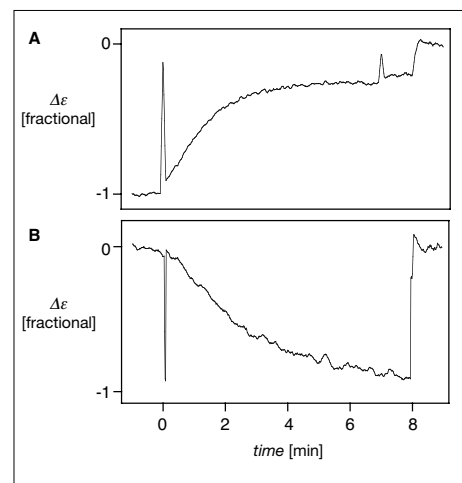 A
0
Δε
[fractional]
-1
B
0
Δε
[fractional]
-1
0 2 4 6 8
time [min]